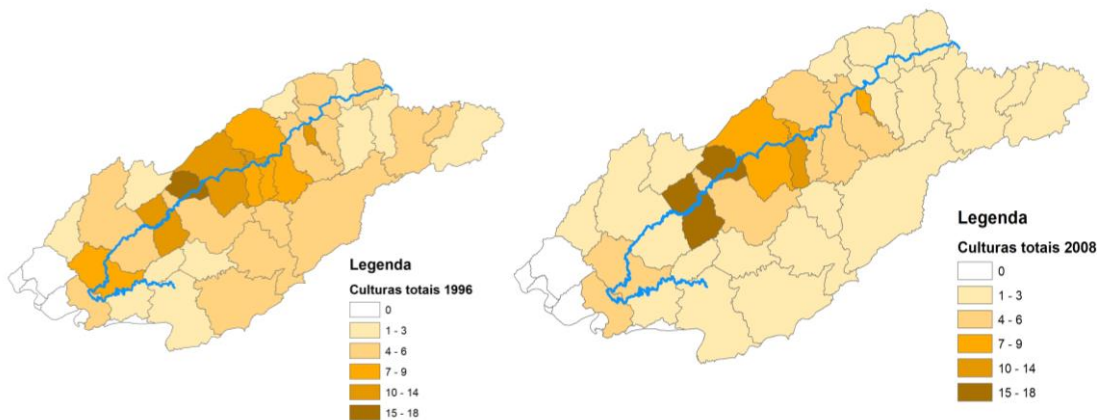 Legenda
Culturas totais 1996
0
1 - 3
4 - 6
7 - 9
10 - 14
15 - 18
Legenda
Culturas totais 2008
0
1 - 3
4 - 6
7 - 9
10 - 14
15 - 18